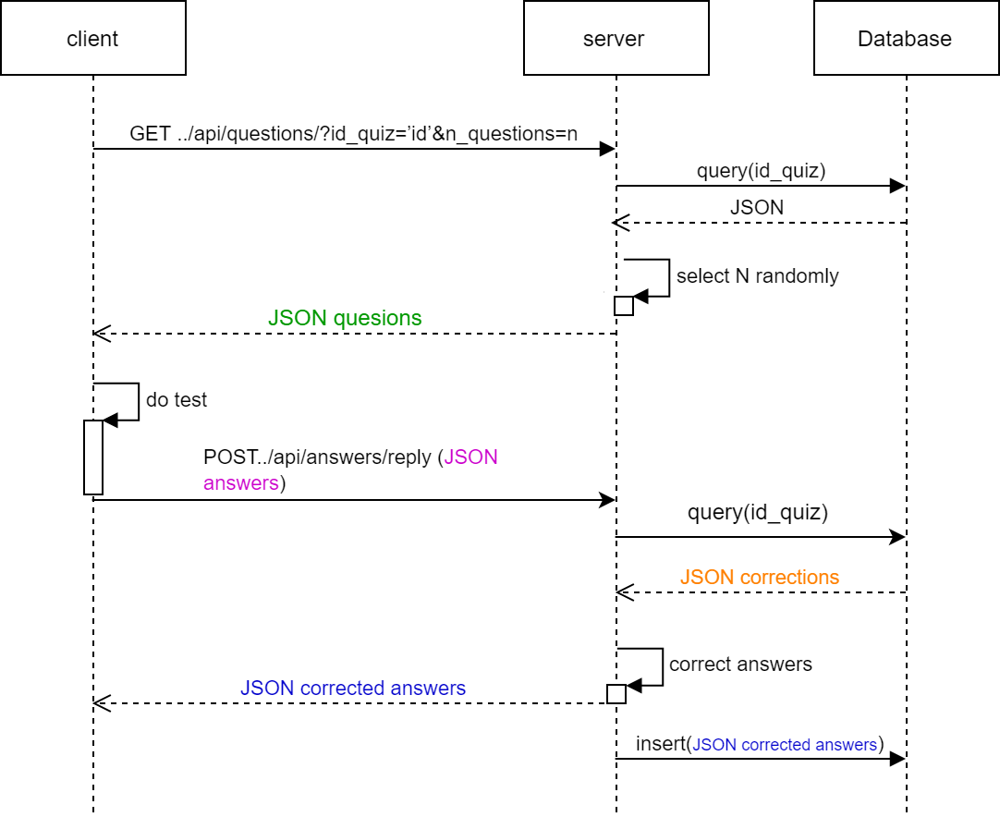 client
server
Database
GET ../api/questions/?id_quiz=’id’&n_questions=n
query(id_quiz)
JSON
select N randomly
JSON quesions
do test
POST../api/answers/reply (JSON
answers)
query(id_quiz)
JSON corrections
correct answers
JSON corrected answers
insert(JSON corrected answers)